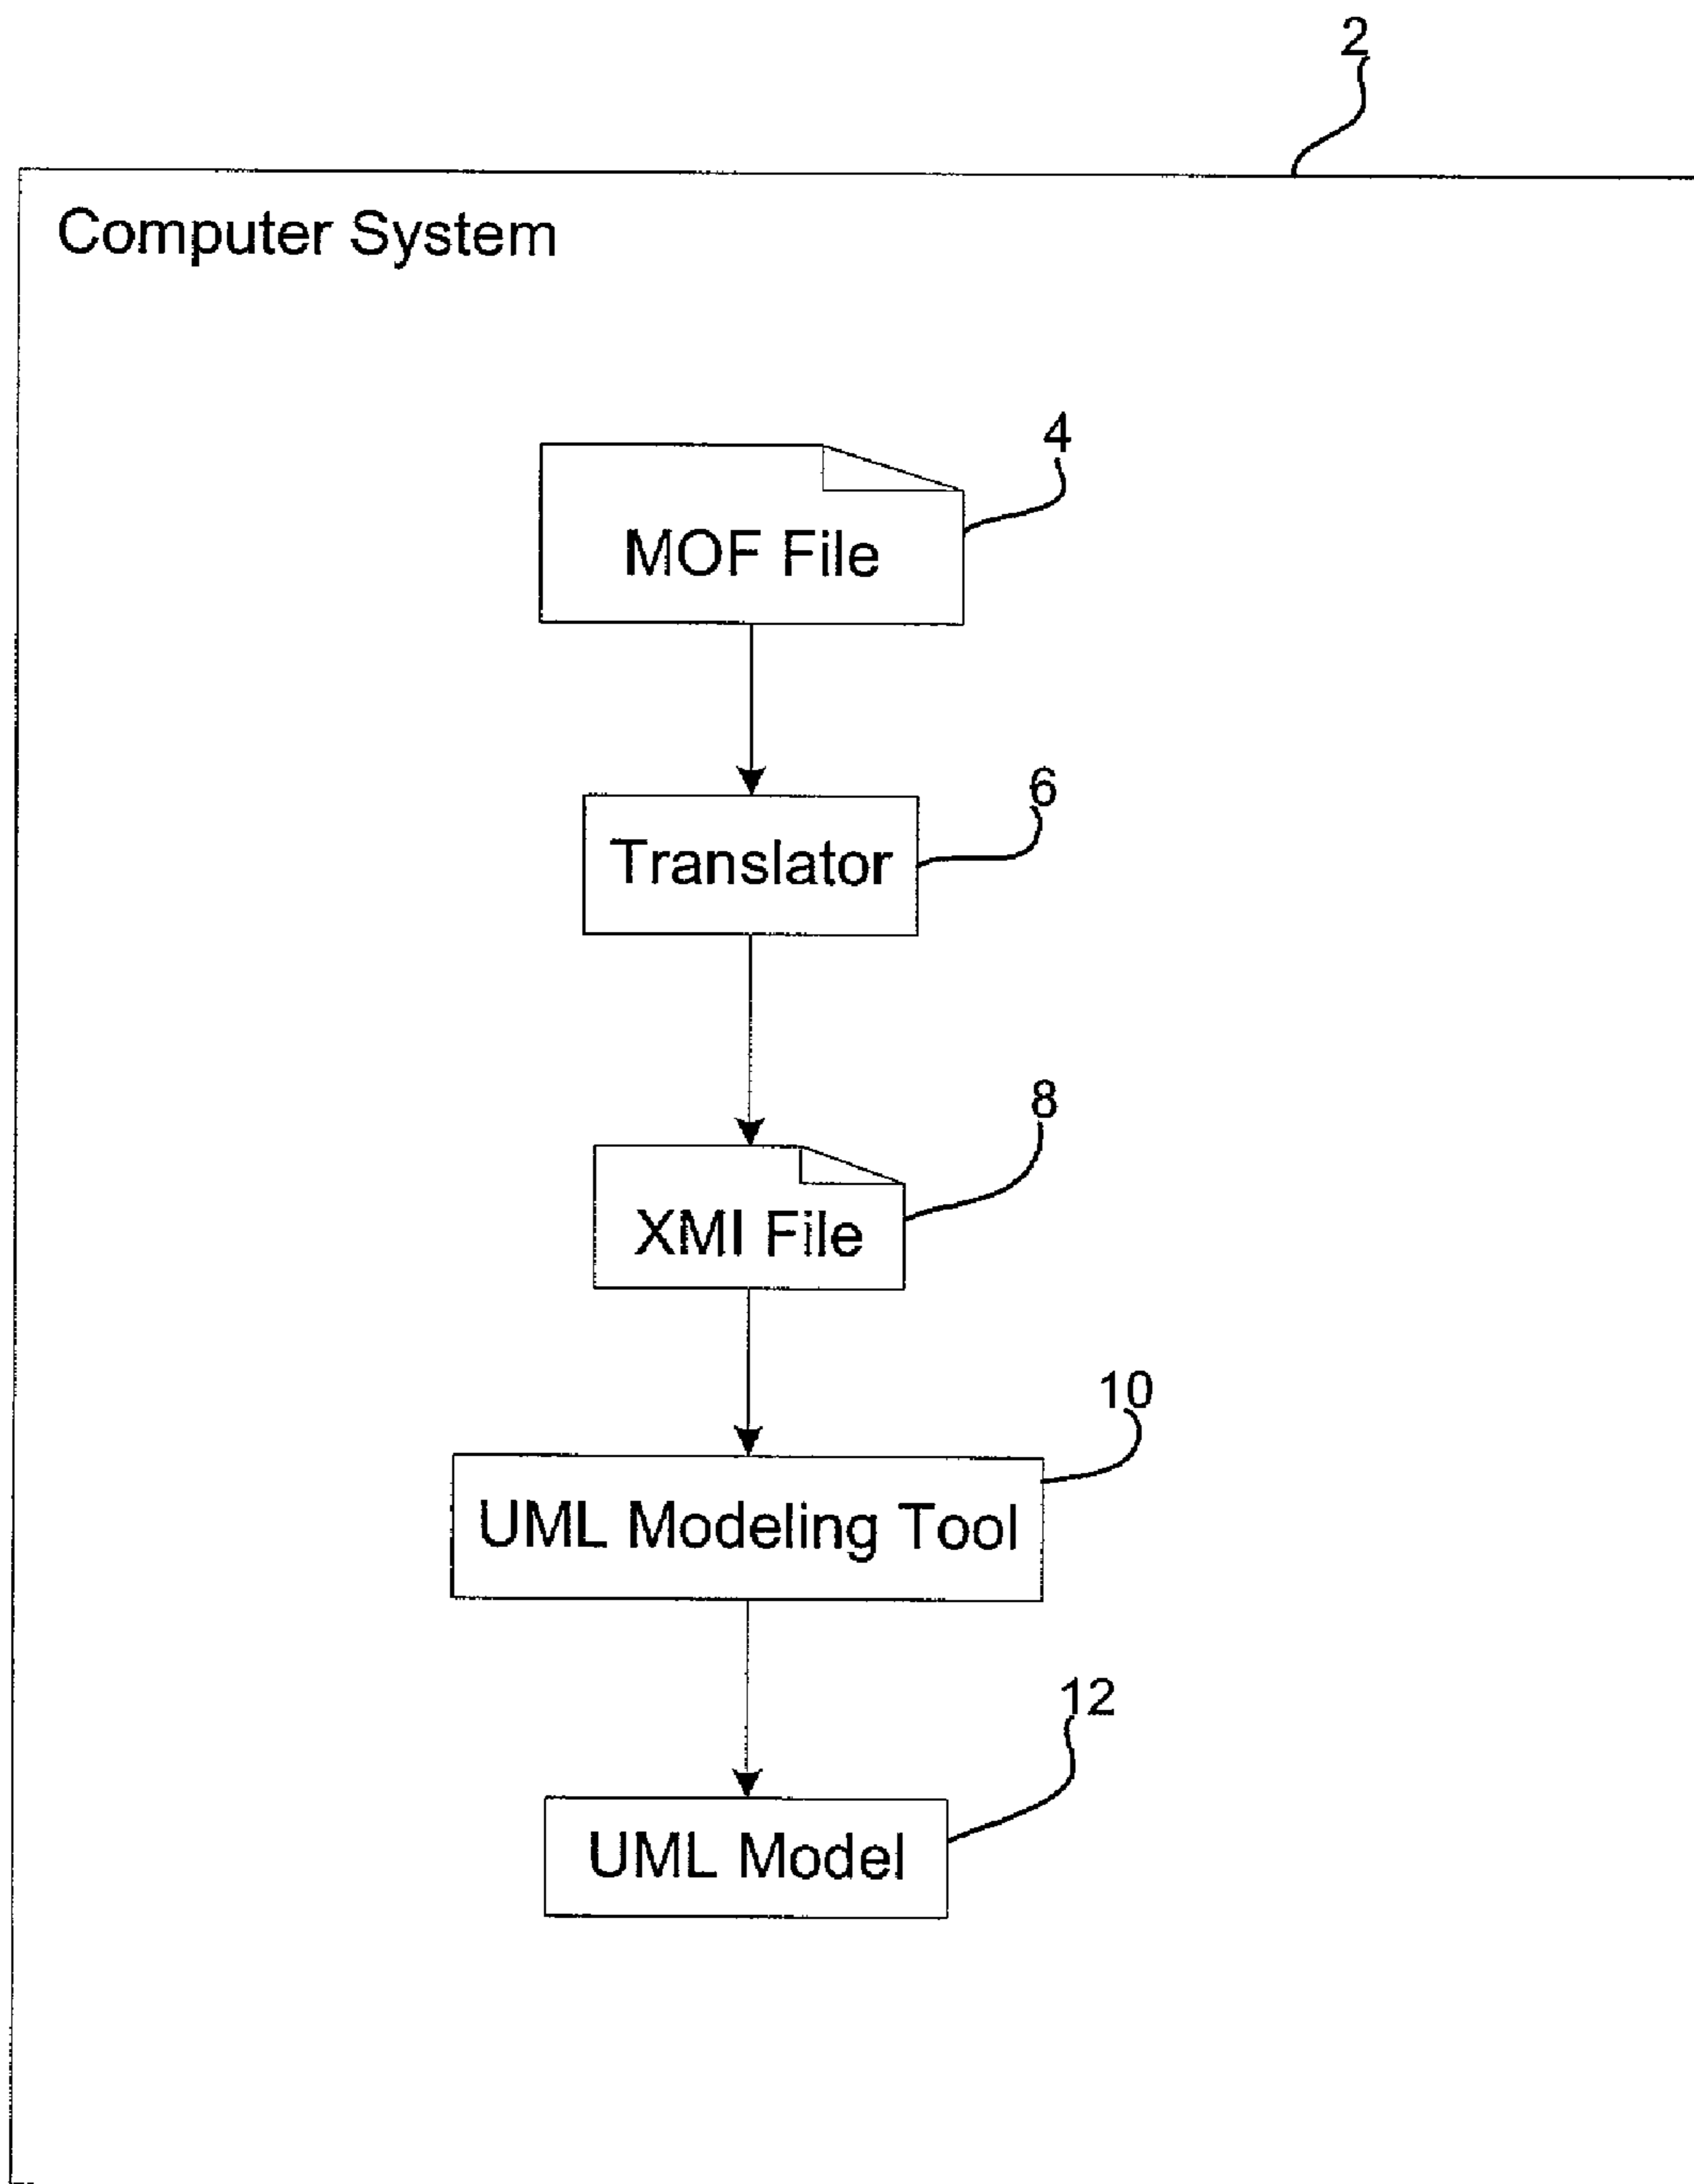 2
Computer System
4
MOF File
6
Translator
8
XMI File
10
UML Modeling Tool
12
UML Model